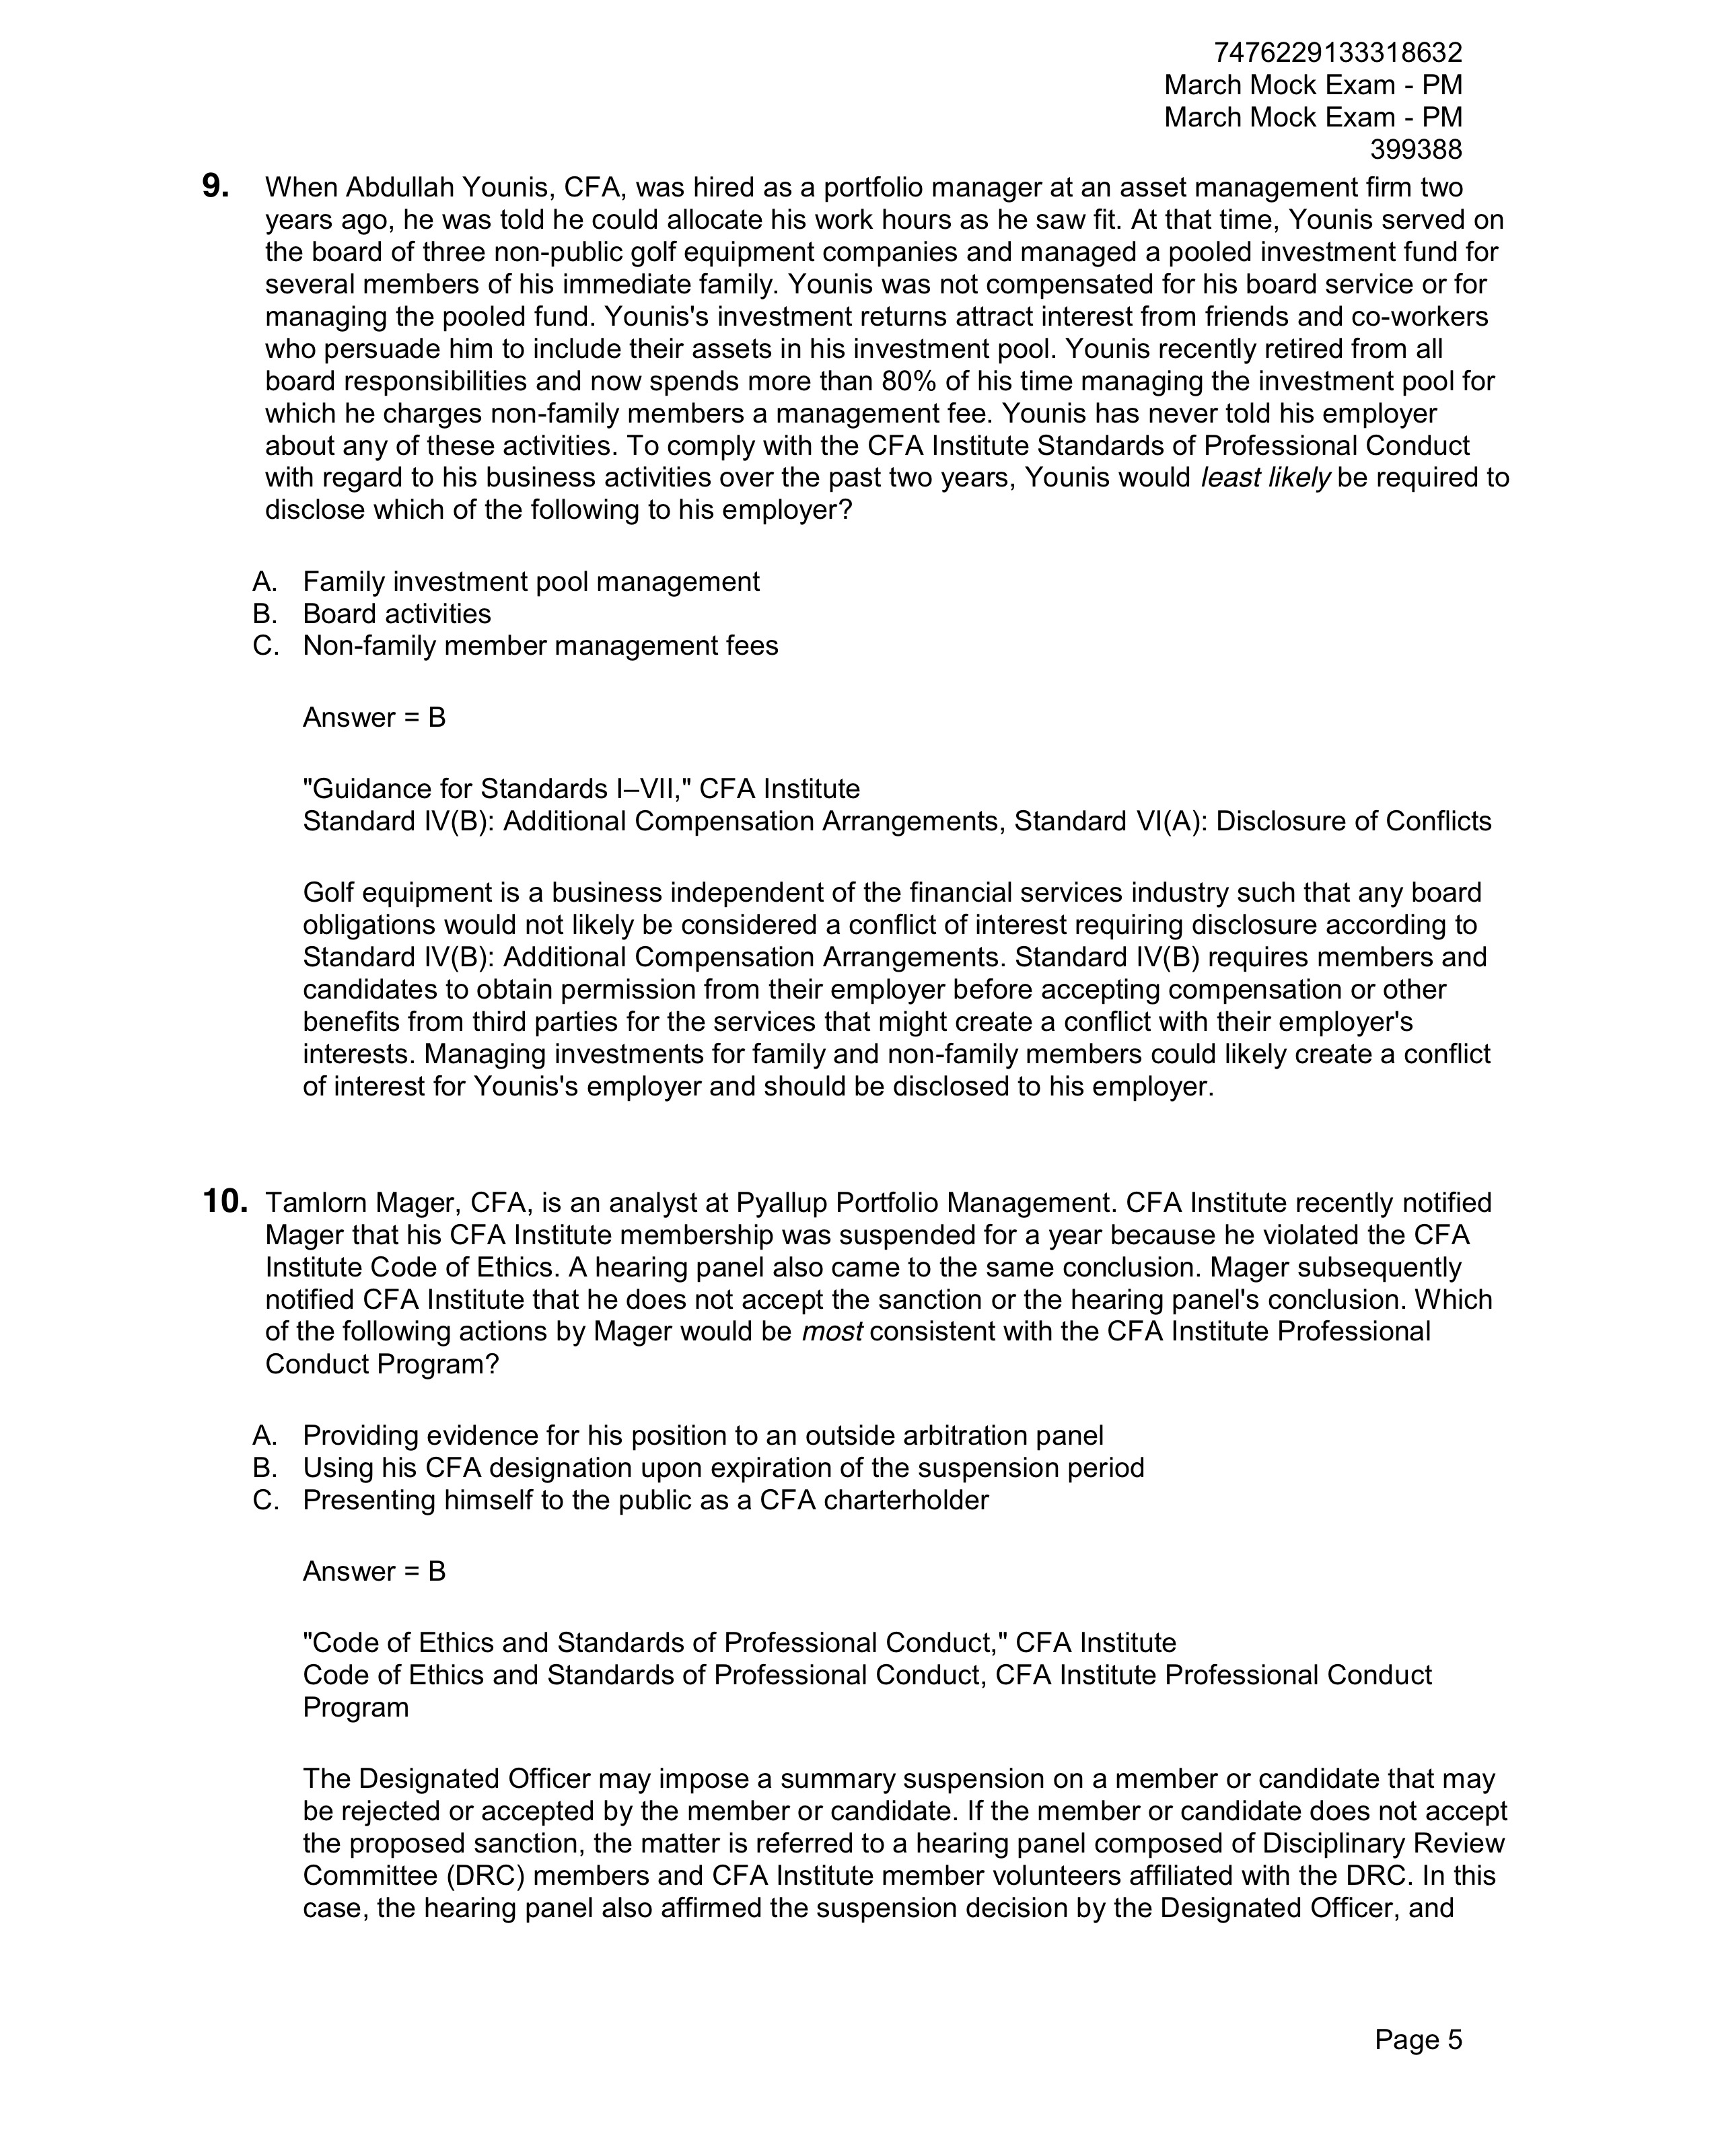 7476229133318632
March Mock Exam - PM
March Mock Exam - PM
399388
9. When Abdullah Younis, CFA, was hired as a portfolio manager at an asset management firm two
years ago, he was told he could allocate his work hours as he saw fit. At that time, Younis served on
the board of three non-public golf equipment companies and managed a pooled investment fund for
several members of his immediate family. Younis was not compensated for his board service or for
managing the pooled fund. Younis's investment returns attract interest from friends and co-workers
who persuade him to include their assets in his investment pool. Younis recently retired from all
board responsibilities and now spends more than 80% of his time managing the investment pool for
which he charges non-family members a management fee. Younis has never told his employer
about any of these activities. To comply with the CFA Institute Standards of Professional Conduct
with regard to his business activities over the past two years, Younis would least likely be required to
disclose which of the following to his employer?
A. Family investment pool management
B. Board activities
C. Non-family member management fees
Answer = B
"Guidance for Standards I–VII," CFA Institute
Standard IV(B): Additional Compensation Arrangements, Standard VI(A): Disclosure of Conflicts
Golf equipment is a business independent of the financial services industry such that any board
obligations would not likely be considered a conflict of interest requiring disclosure according to
Standard IV(B): Additional Compensation Arrangements. Standard IV(B) requires members and
candidates to obtain permission from their employer before accepting compensation or other
benefits from third parties for the services that might create a conflict with their employer's
interests. Managing investments for family and non-family members could likely create a conflict
of interest for Younis's employer and should be disclosed to his employer.
10. Tamlorn Mager, CFA, is an analyst at Pyallup Portfolio Management. CFA Institute recently notified
Mager that his CFA Institute membership was suspended for a year because he violated the CFA
Institute Code of Ethics. A hearing panel also came to the same conclusion. Mager subsequently
notified CFA Institute that he does not accept the sanction or the hearing panel's conclusion. Which
of the following actions by Mager would be most consistent with the CFA Institute Professional
Conduct Program?
A. Providing evidence for his position to an outside arbitration panel
B. Using his CFA designation upon expiration of the suspension period
C. Presenting himself to the public as a CFA charterholder
Answer = B
"Code of Ethics and Standards of Professional Conduct," CFA Institute
Code of Ethics and Standards of Professional Conduct, CFA Institute Professional Conduct
Program
The Designated Officer may impose a summary suspension on a member or candidate that may
be rejected or accepted by the member or candidate. If the member or candidate does not accept
the proposed sanction, the matter is referred to a hearing panel composed of Disciplinary Review
Committee (DRC) members and CFA Institute member volunteers affiliated with the DRC. In this
case, the hearing panel also affirmed the suspension decision by the Designated Officer, and
Page 5